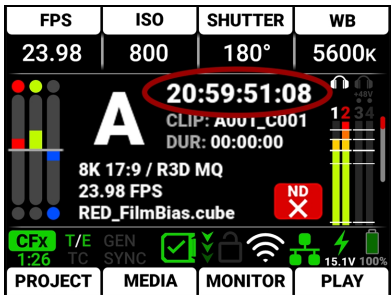 FPS ISO SHUTTER WB
23.98 800 180° 5600K
20:59:51:08
+48V
A CLIP: A001_C001 1 2 3 4
DUR: 00:00:00
8K 17:9 / R3D MQ
23.98 FPS
RED_FilmBias.cube
ND
CFX T/E GEN
1:26 TC SYNC 15.1V 100%
PROJECT MEDIA MONITOR PLAY